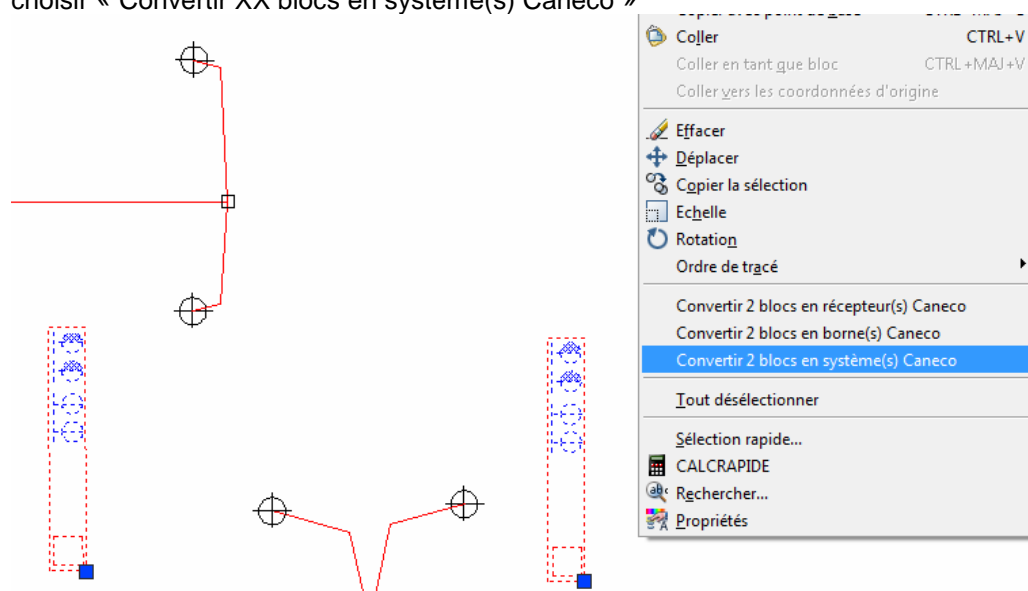 choisir « Convertir XX blocs en système(s) Caneco »
Coller CTRL+V
Coller en tant que bloc CTRL+MAJ+V
Coller vers les coordonnées d'origine
Effacer
Déplacer
Copier la sélection
Echelle
Rotation
Ordre de tracé
Convertir 2 blocs en récepteur(s) Caneco
Convertir 2 blocs en borne(s) Caneco
Convertir 2 blocs en système(s) Caneco
Tout désélectionner
Sélection rapide...
CALCRAPIDE
Rechercher...
Propriétés